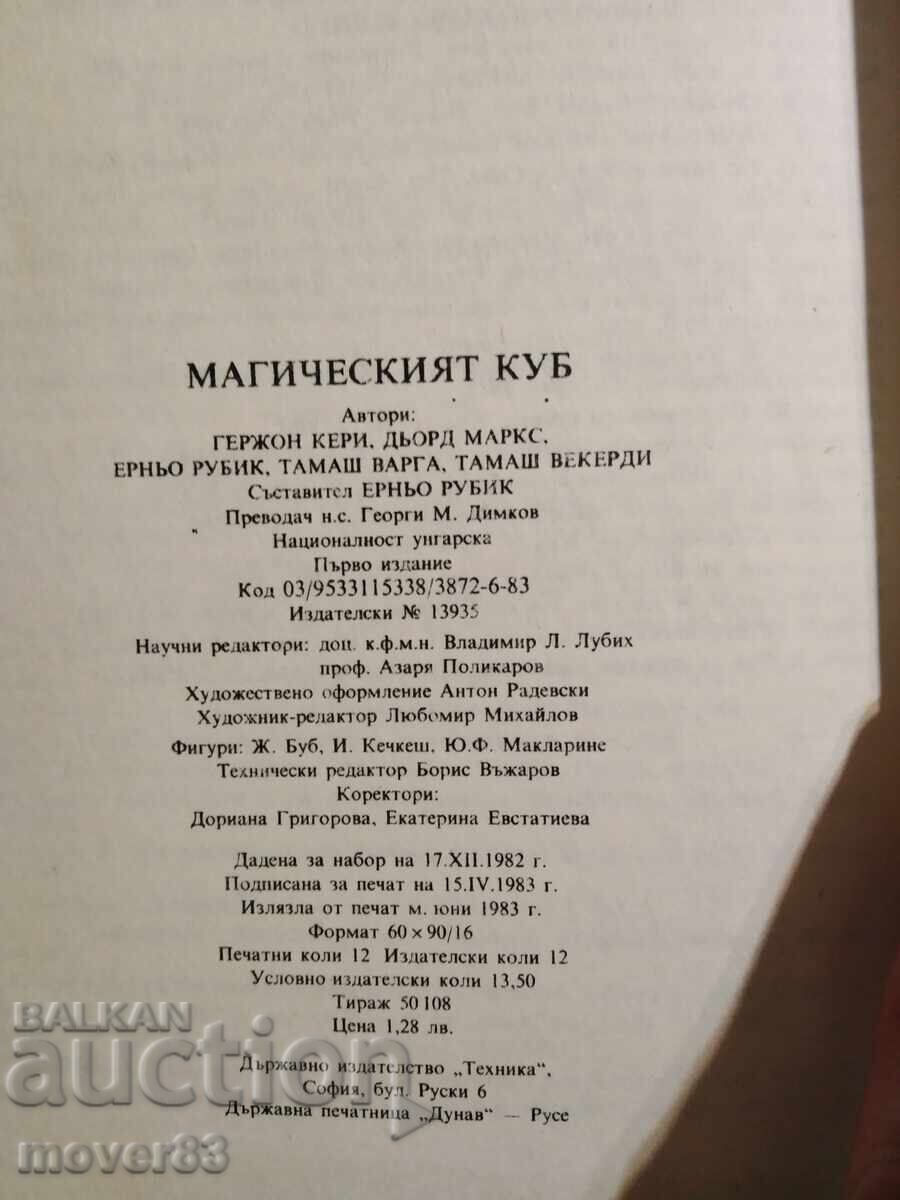 МАГИЧЕСКИЯТ КУБ
Автори:
ГЕРЖОН КЕРИ, ДЬОРД МАРКС,
ЕРНЬО РУБИК, ТАМАШ ВАРГА, ТАМАШ ВЕКЕРДИ
Съставител ЕРНЬО РУБИК
Преводач н.с. Георги М. Димков
Националност унгарска
Първо издание
Код 03/9533115338/3872-6-83
Издателски № 13935
Научни редактори: доц. к.ф.м.н. Владимир Л. Лубих
проф. Азаря Поликаров
Художествено оформление Антон Радевски
Художник-редактор Любомир Михайлов
Фигури: Ж. Буб, И. Кечкеш, Ю.Ф. Макларине
Технически редактор Борис Въжаров
Коректори:
Дориана Григорова, Екатерина Евстатиева
Дадена за набор на 17.XII.1982 г.
Подписана за печат на 15.IV.1983 г.
Излязла от печат м. юни 1983 г.
Формат 60 × 90/16
Печатни коли 12 Издателски коли 12
Условно издателски коли 13,50
Тираж 50 108
Цена 1,28 лв.
Държавно издателство „Техника“,
София, бул. Руски 6
Държавна печатница „Дунав“ – Русе
BALKAN
auction
mover83